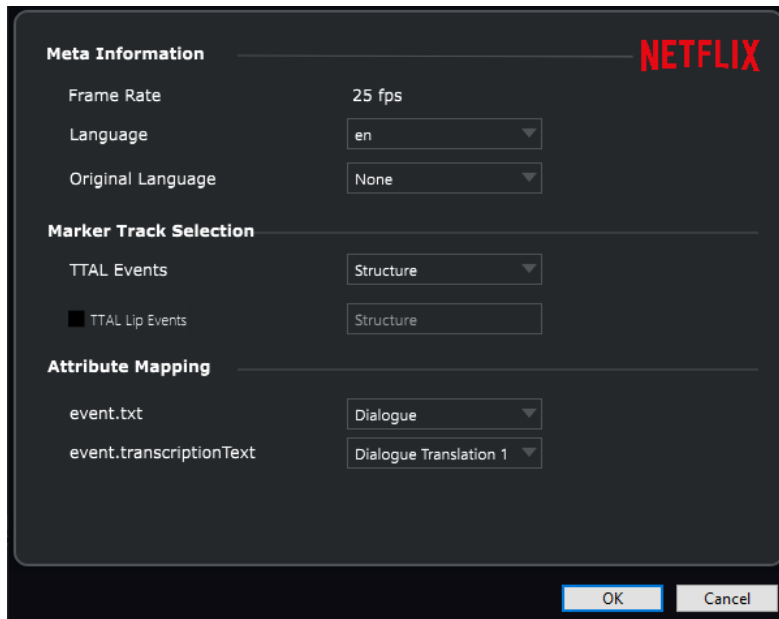 Meta Information
NETFLIX
Frame Rate 25 fps
Language en
Original Language None
Marker Track Selection
TTAL Events Structure
TTAL Lip Events Structure
Attribute Mapping
event.txt Dialogue
event.transcriptionText Dialogue Translation 1
OK Cancel